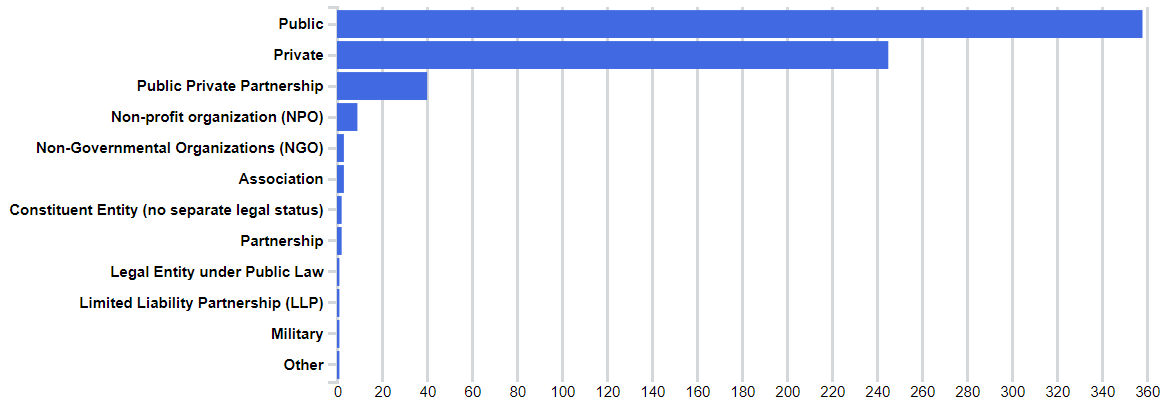 Public
Private
Public Private Partnership
Non-profit organization (NPO)
Non-Governmental Organizations (NGO)
Association
Constituent Entity (no separate legal status)
Partnership
Legal Entity under Public Law
Limited Liability Partnership (LLP)
Military
Other
0 20 40 60 80 100 120 140 160 180 200 220 240 260 280 300 320 340 360